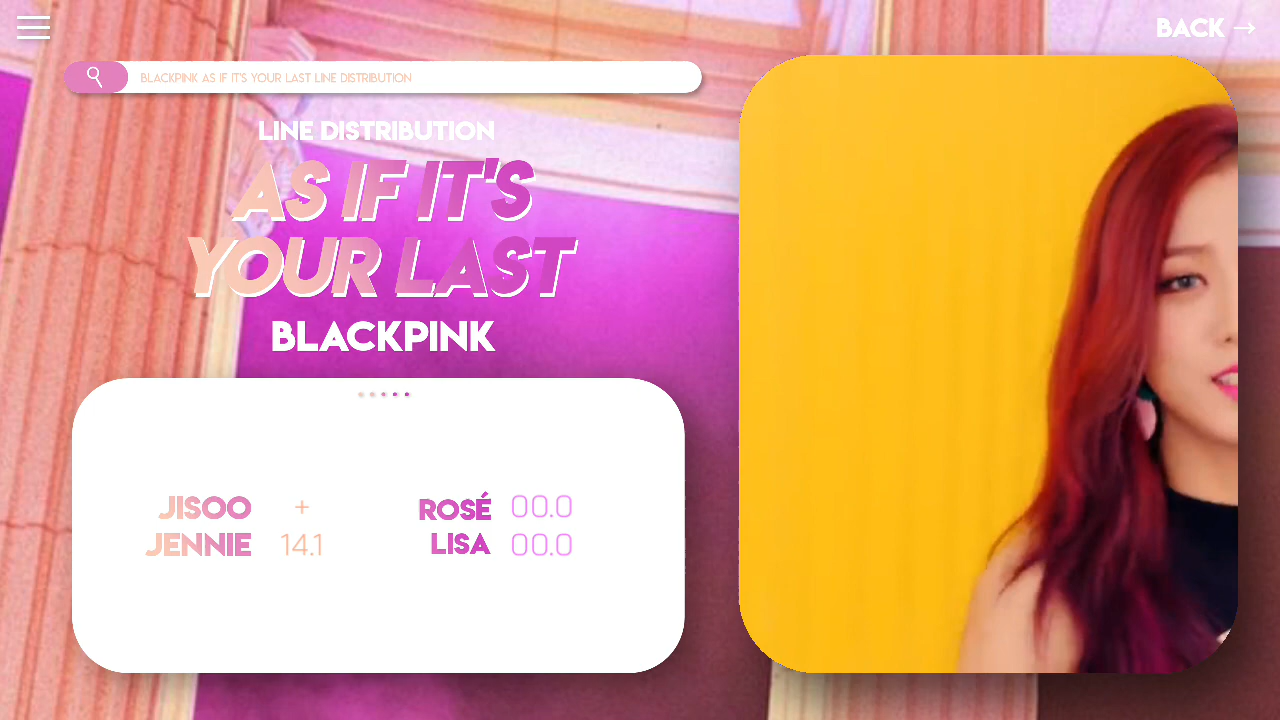 BACK →
BLACKPINK AS IF IT'S YOUR LAST LINE DISTRIBUTION
LINE DISTRIBUTION
AS IF IT'S
YOUR LAST
BLACKPINK
JISOO + ROSÉ 00.0
JENNIE 14.1 LISA 00.0